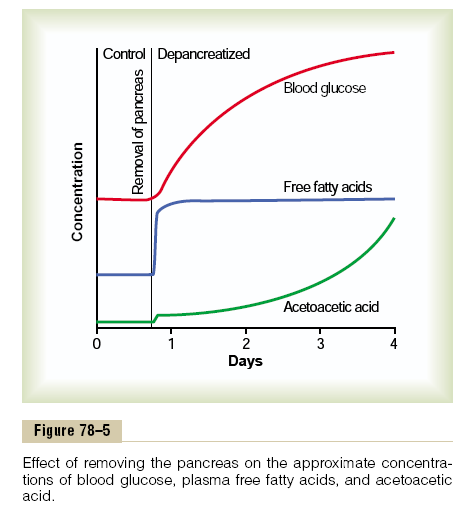 Control
Depancreatized
Removal of pancreas
Blood glucose
Free fatty acids
Acetoacetic acid
Concentration
0 1 2 3 4
Days
Figure 78–5
Effect of removing the pancreas on the approximate concentra-
tions of blood glucose, plasma free fatty acids, and acetoacetic
acid.